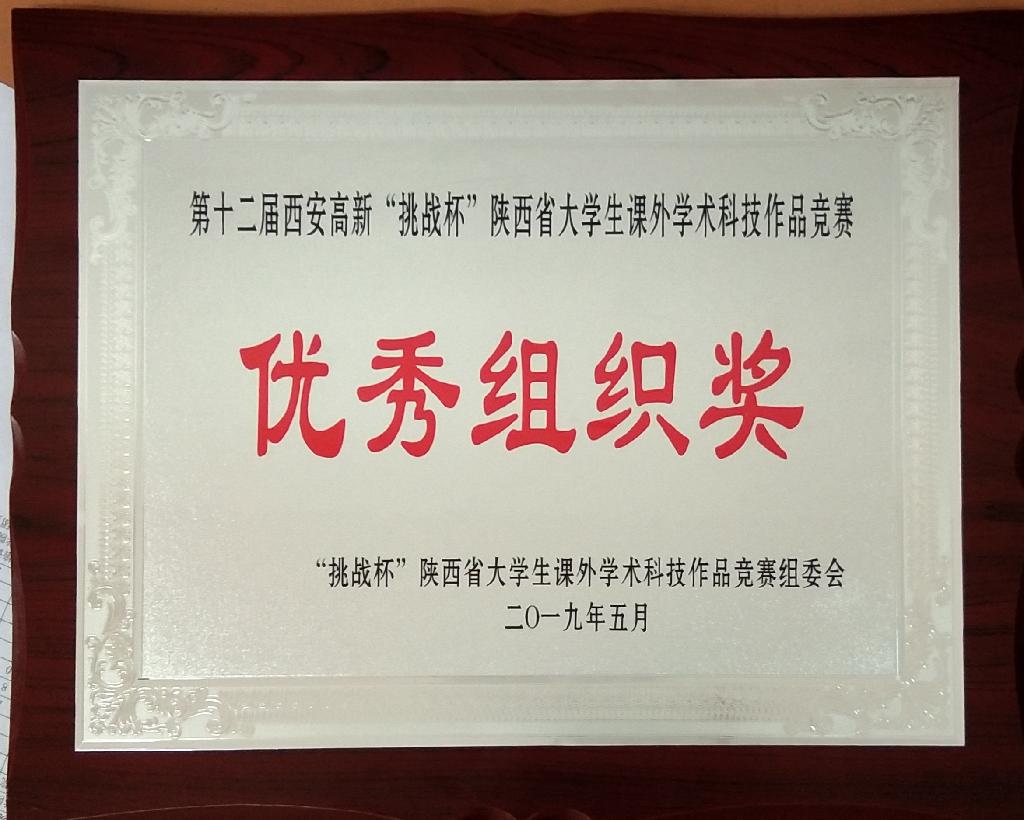 第十二届西安高新“挑战杯”陕西省大学生课外学术科技作品竞赛
优秀组织奖
“挑战杯”陕西省大学生课外学术科技作品竞赛组委会
二〇一九年五月